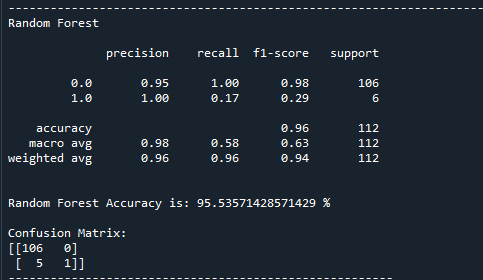 --------------------------------------------------------------------
Random Forest
precision recall f1-score support
0.0 0.95 1.00 0.98 106
1.0 1.00 0.17 0.29 6
accuracy 0.96 112
macro avg 0.98 0.58 0.63 112
weighted avg 0.96 0.96 0.94 112
Random Forest Accuracy is: 95.53571428571429 %
Confusion Matrix:
[[106 0]
[ 5 1]]
-------------------------------------------------------